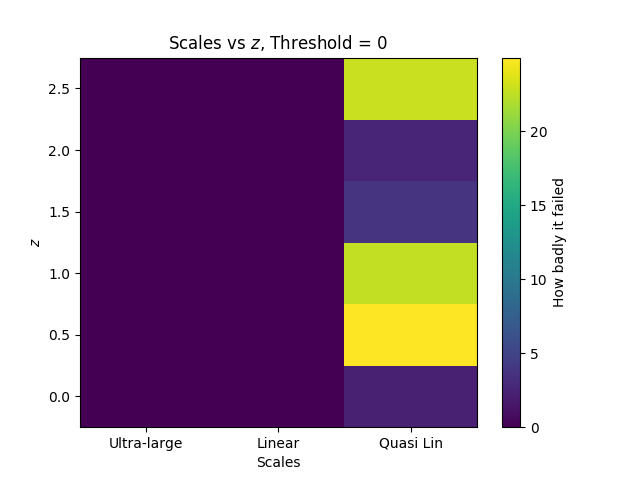 Scales vs z, Threshold = 0
2.5
2.0
1.5
1.0
0.5
0.0
z
Ultra-large Linear Quasi Lin
Scales
20
15
10
5
0
How badly it failed